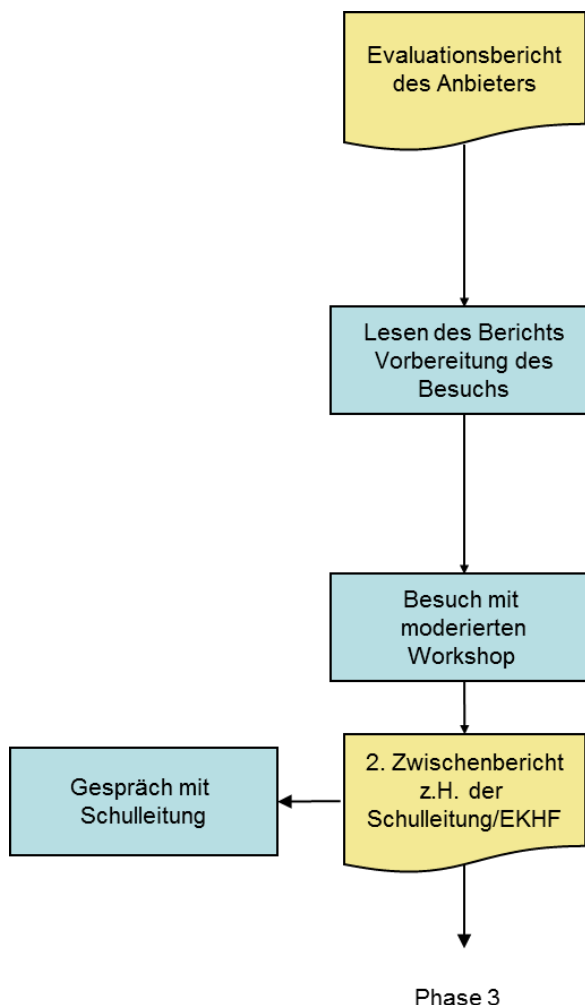 Evaluationsbericht
des Anbieters
Lesen des Berichts
Vorbereitung des
Besuchs
Besuch mit
moderierten
Workshop
2. Zwischenbericht
z.H. der
Schulleitung/EKHF
Gespräch mit
Schulleitung
Phase 3